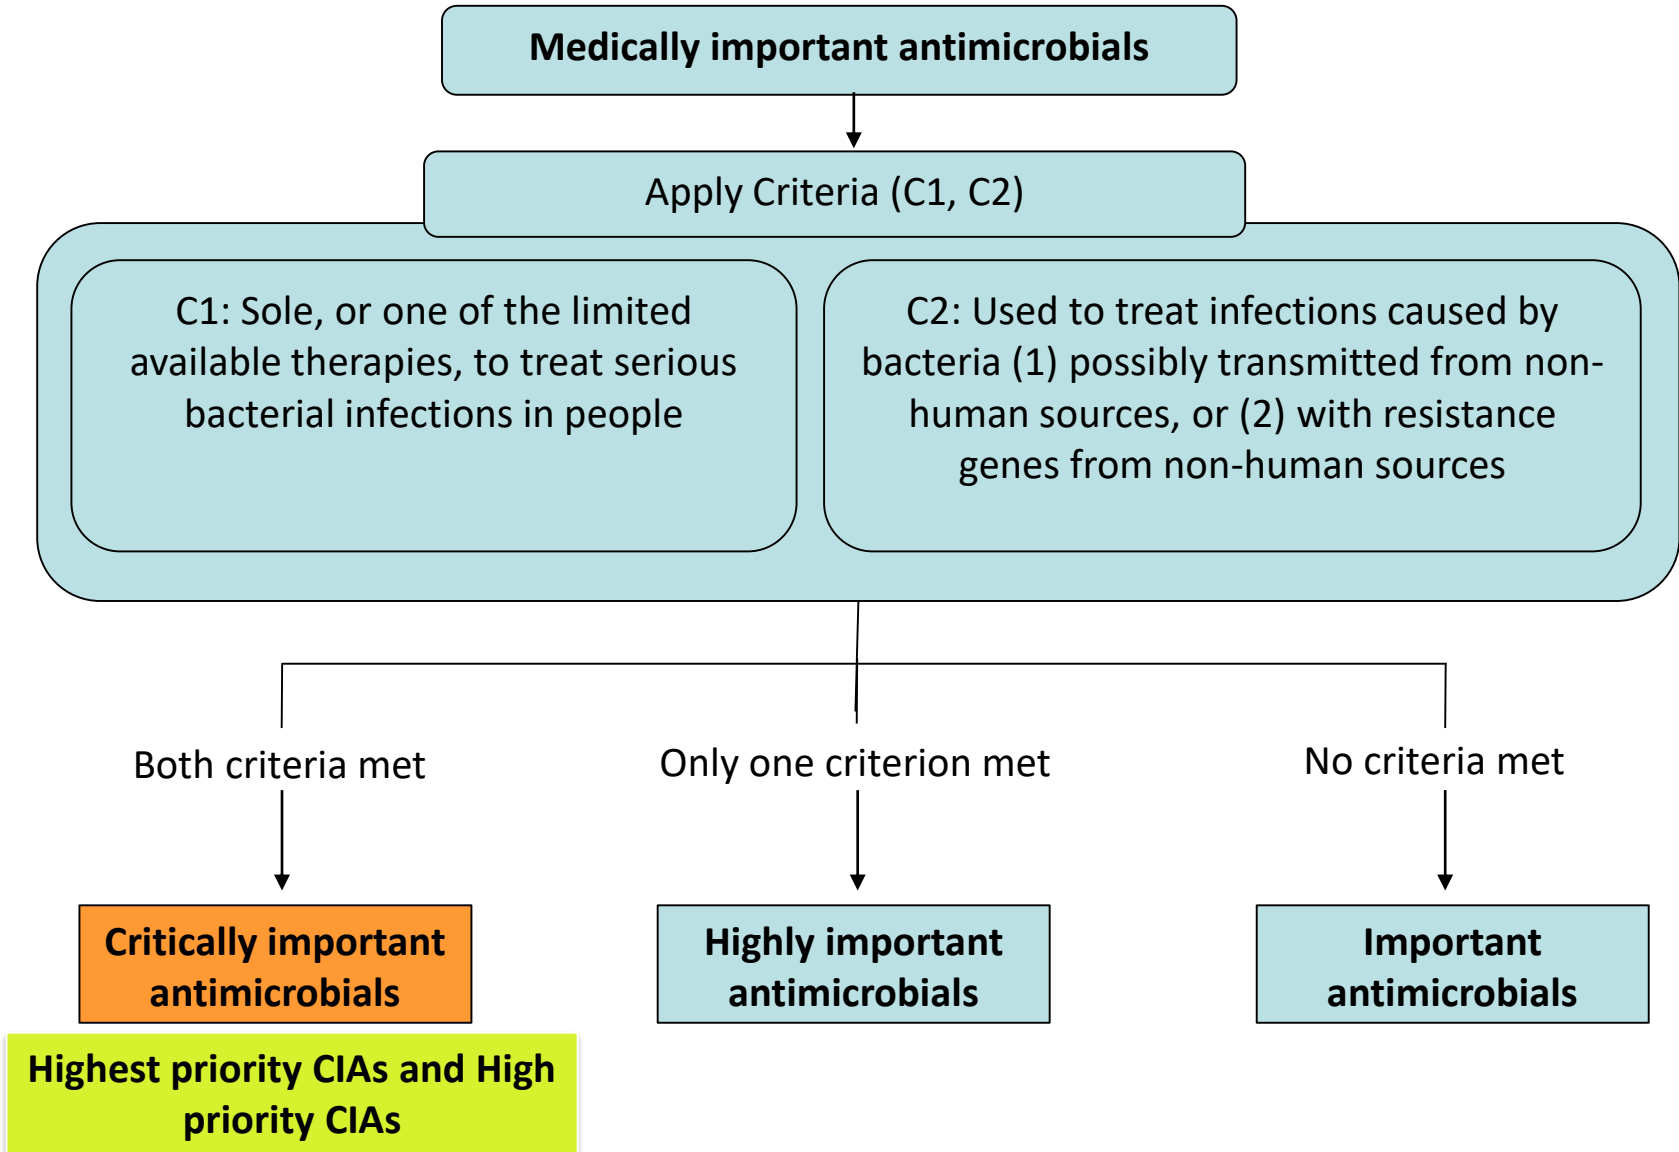 Medically important antimicrobials
Apply Criteria (C1, C2)
C1: Sole, or one of the limited
available therapies, to treat serious
bacterial infections in people
C2: Used to treat infections caused by
bacteria (1) possibly transmitted from non-
human sources, or (2) with resistance
genes from non-human sources
Both criteria met
Only one criterion met
No criteria met
Critically important
antimicrobials
Highly important
antimicrobials
Important
antimicrobials
Highest priority CIAs and High
priority CIAs